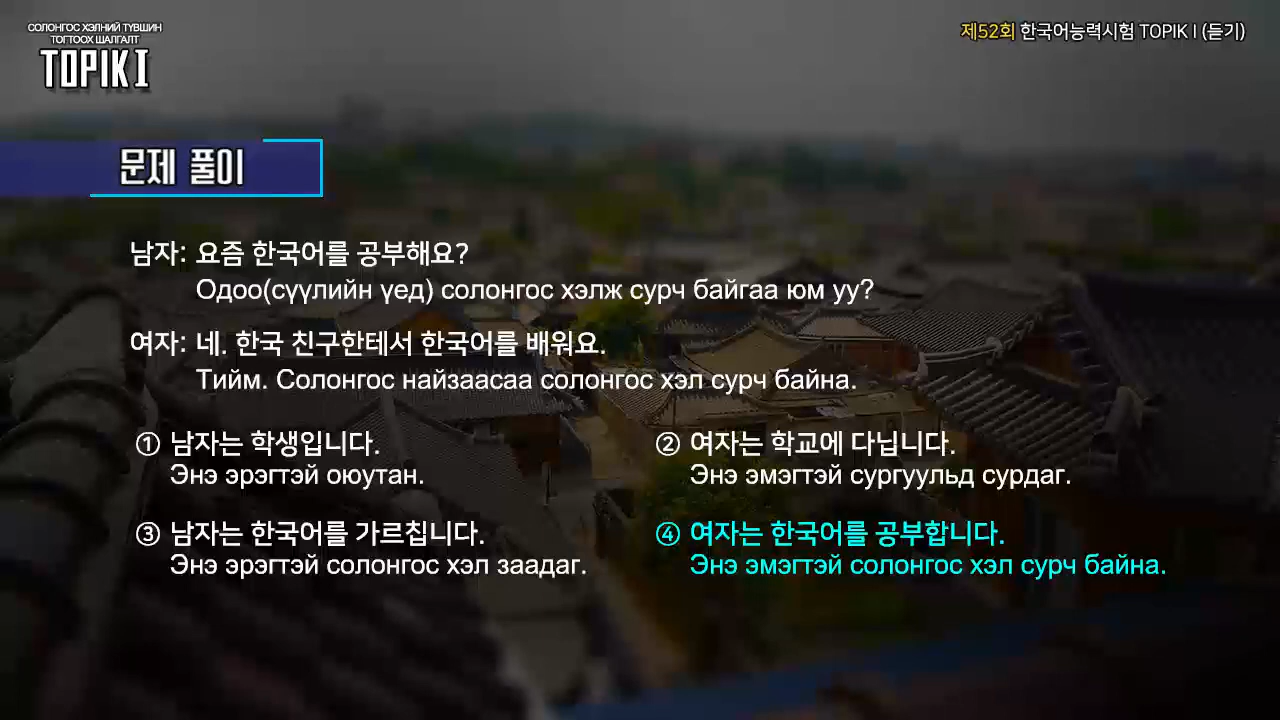 СОЛОНГОС ХЭЛНИЙ ТҮВШИН
ТОГТООХ ШАЛГАЛТ
TOPIK I
제52회 한국어능력시험 TOPIK I (듣기)
문제 풀이
남자: 요즘 한국어를 공부해요?
Одоо(сүүлийн үед) солонгос хэлж сурч байгаа юм уу?
여자: 네. 한국 친구한테서 한국어를 배워요.
Тийм. Солонгос найзаасаа солонгос хэл сурч байна.
① 남자는 학생입니다.
Энэ эрэгтэй оюутан.
② 여자는 학교에 다닙니다.
Энэ эмэгтэй сургуульд сурдаг.
③ 남자는 한국어를 가르칩니다.
Энэ эрэгтэй солонгос хэл заадаг.
④ 여자는 한국어를 공부합니다.
Энэ эмэгтэй солонгос хэл сурч байна.